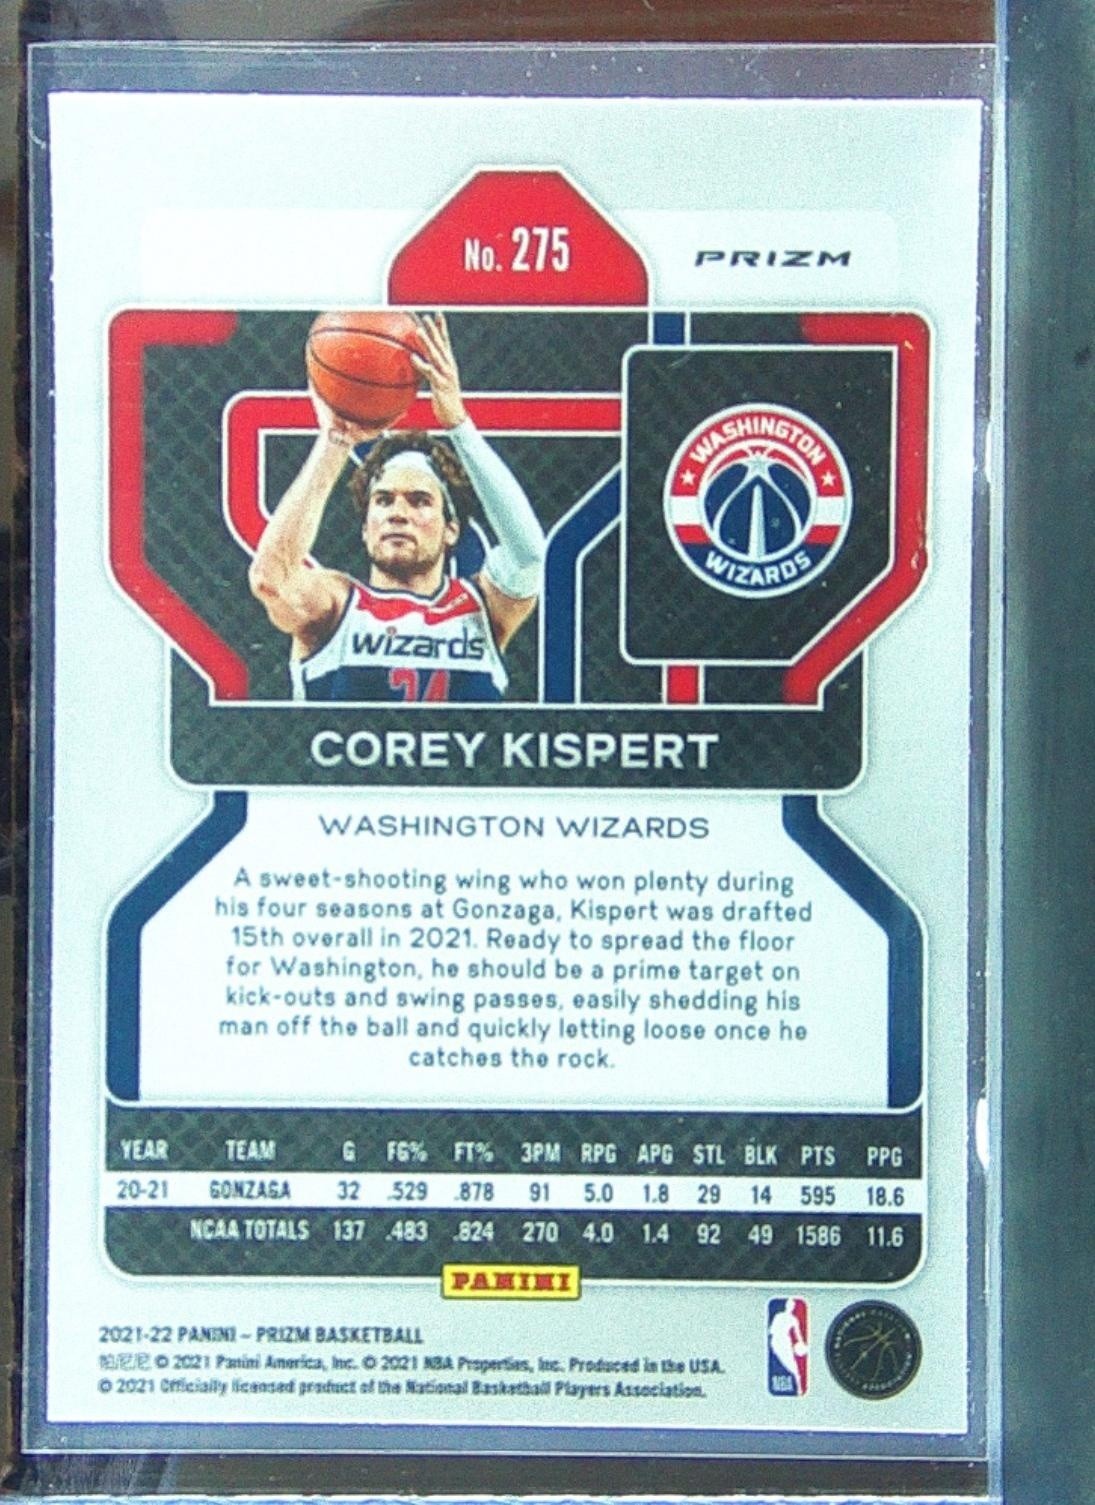 No. 275
PRIZM
WASHINGTON
WIZARDS
wizards
24
COREY KISPERT
WASHINGTON WIZARDS
A sweet-shooting wing who won plenty during
his four seasons at Gonzaga, Kispert was drafted
15th overall in 2021. Ready to spread the floor
for Washington, he should be a prime target on
kick-outs and swing passes, easily shedding his
man off the ball and quickly letting loose once he
catches the rock.
YEAR TEAM G FG% FT% 3PM RPG APG STL BLK PTS PPG
20-21 GONZAGA 32 .529 .878 91 5.0 1.8 29 14 595 18.6
NCAA TOTALS 137 .483 .824 270 4.0 1.4 92 49 1586 11.6
PANINI
2021-22 PANINI – PRIZM BASKETBALL
© 2021 Panini America, Inc. © 2021 NBA Properties, Inc. Produced in the USA.
© 2021 Officially licensed product of the National Basketball Players Association.
NBA